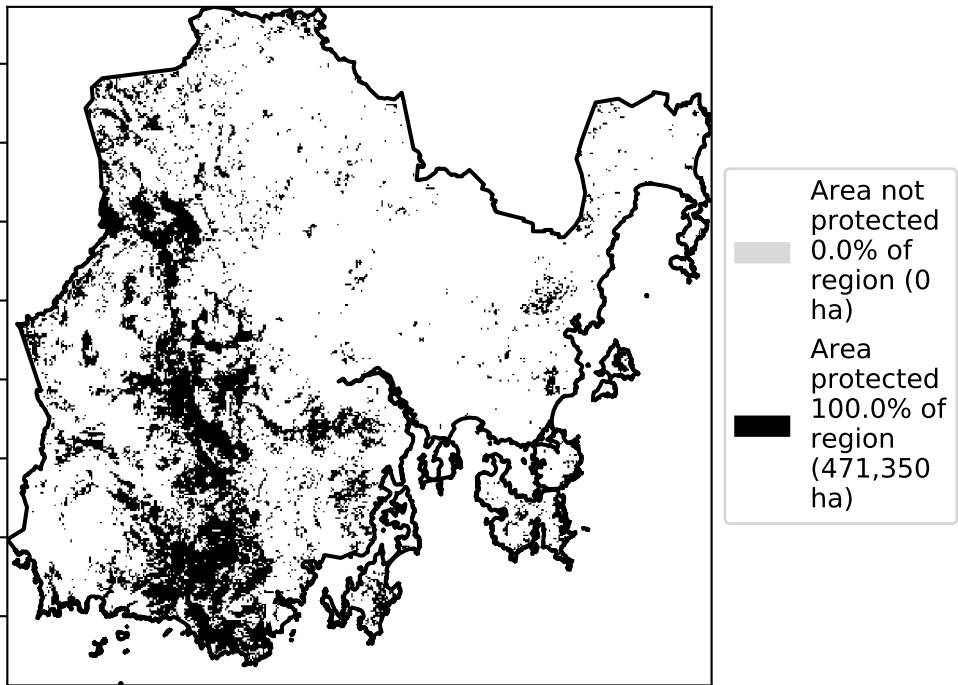 Area not
protected
0.0% of
region (0
ha)
Area
protected
100.0% of
region
(471,350
ha)